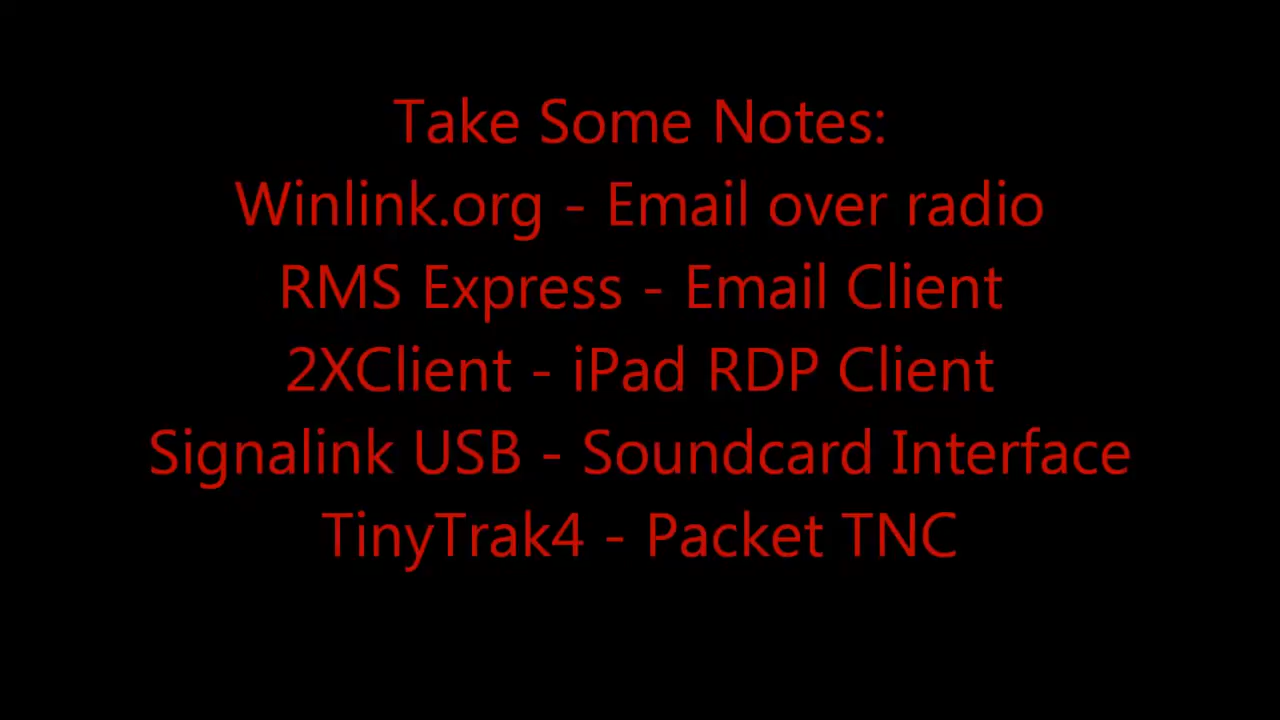 Take Some Notes:
Winlink.org - Email over radio
RMS Express - Email Client
2XClient - iPad RDP Client
Signalink USB - Soundcard Interface
TinyTrak4 - Packet TNC